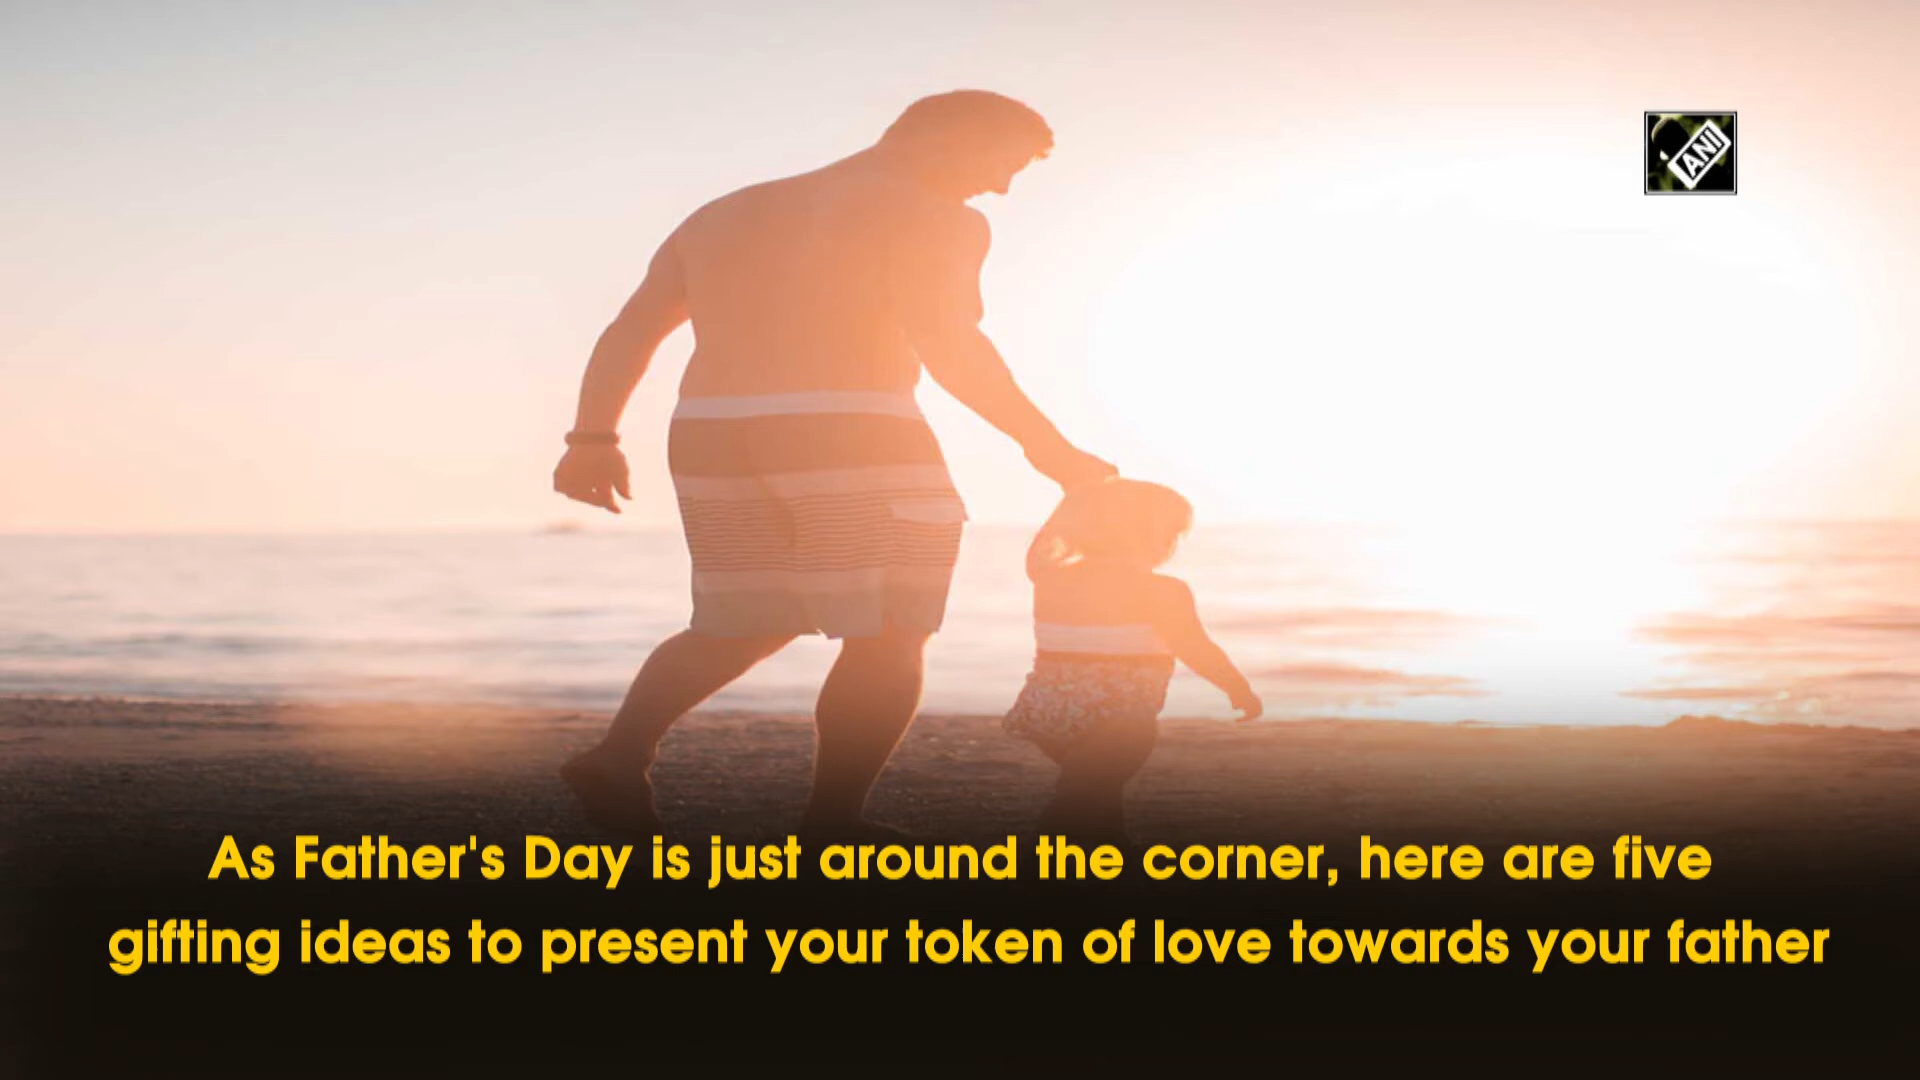 ANI
As Father's Day is just around the corner, here are five
gifting ideas to present your token of love towards your father